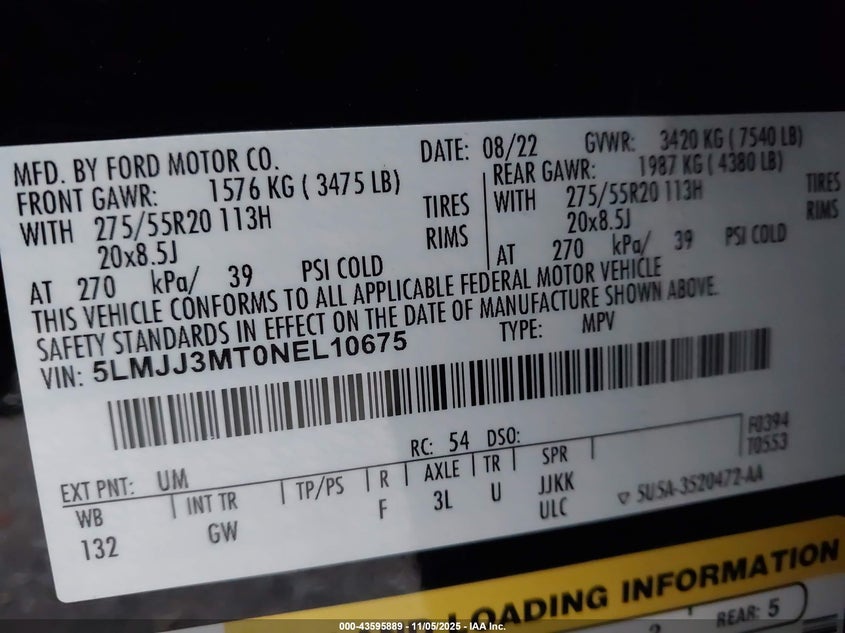 MFD. BY FORD MOTOR CO. DATE: 08/22 GVWR: 3420 KG ( 7540 LB)
FRONT GAWR: 1576 KG ( 3475 LB) REAR GAWR: 1987 KG ( 4380 LB)
WITH 275/55R20 113H TIRES WITH 275/55R20 113H TIRES
20x8.5J RIMS 20x8.5J RIMS
AT 270 kPa/ 39 PSI COLD AT 270 kPa/ 39 PSI COLD
THIS VEHICLE CONFORMS TO ALL APPLICABLE FEDERAL MOTOR VEHICLE
SAFETY STANDARDS IN EFFECT ON THE DATE OF MANUFACTURE SHOWN ABOVE.
VIN: 5LMJJ3MT0NEL10675 TYPE: MPV
F0394
T0553
EXT PNT: UM RC: 54 DSO:
WB INT TR TP/PS R AXLE TR SPR
132 GW F 3L U JJKK
ULC
5U5A-3520472-AA
LOADING INFORMATION
REAR: 5
000-43595889 - 11/05/2025 - IAA Inc.